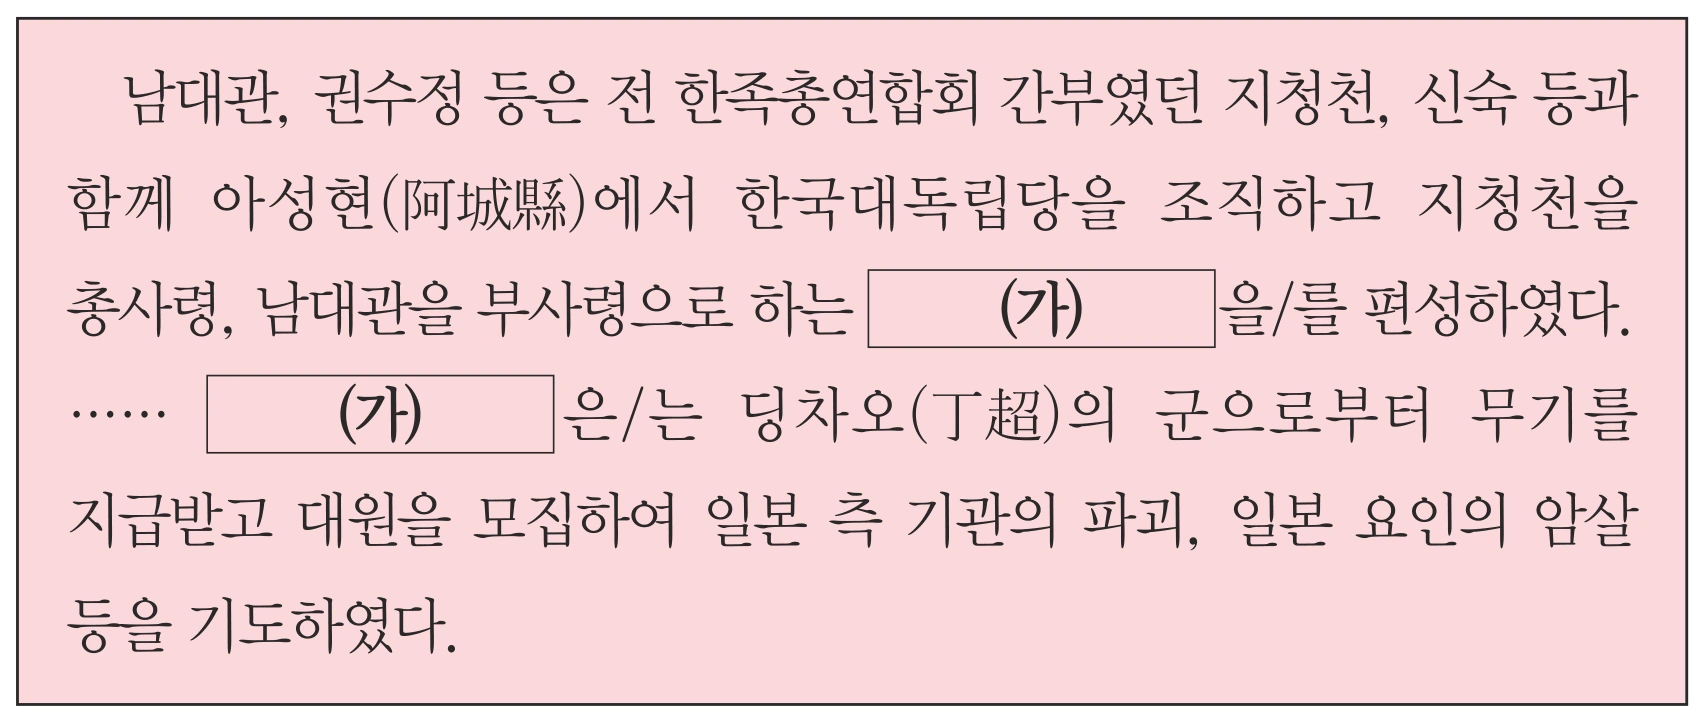 남대관, 권수정 등은 전 한족총연합회 간부였던 지청천, 신숙 등과
함께 아성현(阿城縣)에서 한국대독립당을 조직하고 지청천을
총사령, 남대관을 부사령으로 하는 (가) 을/를 편성하였다.
…… (가) 은/는 딩차오(丁超)의 군으로부터 무기를
지급받고 대원을 모집하여 일본 측 기관의 파괴, 일본 요인의 암살
등을 기도하였다.